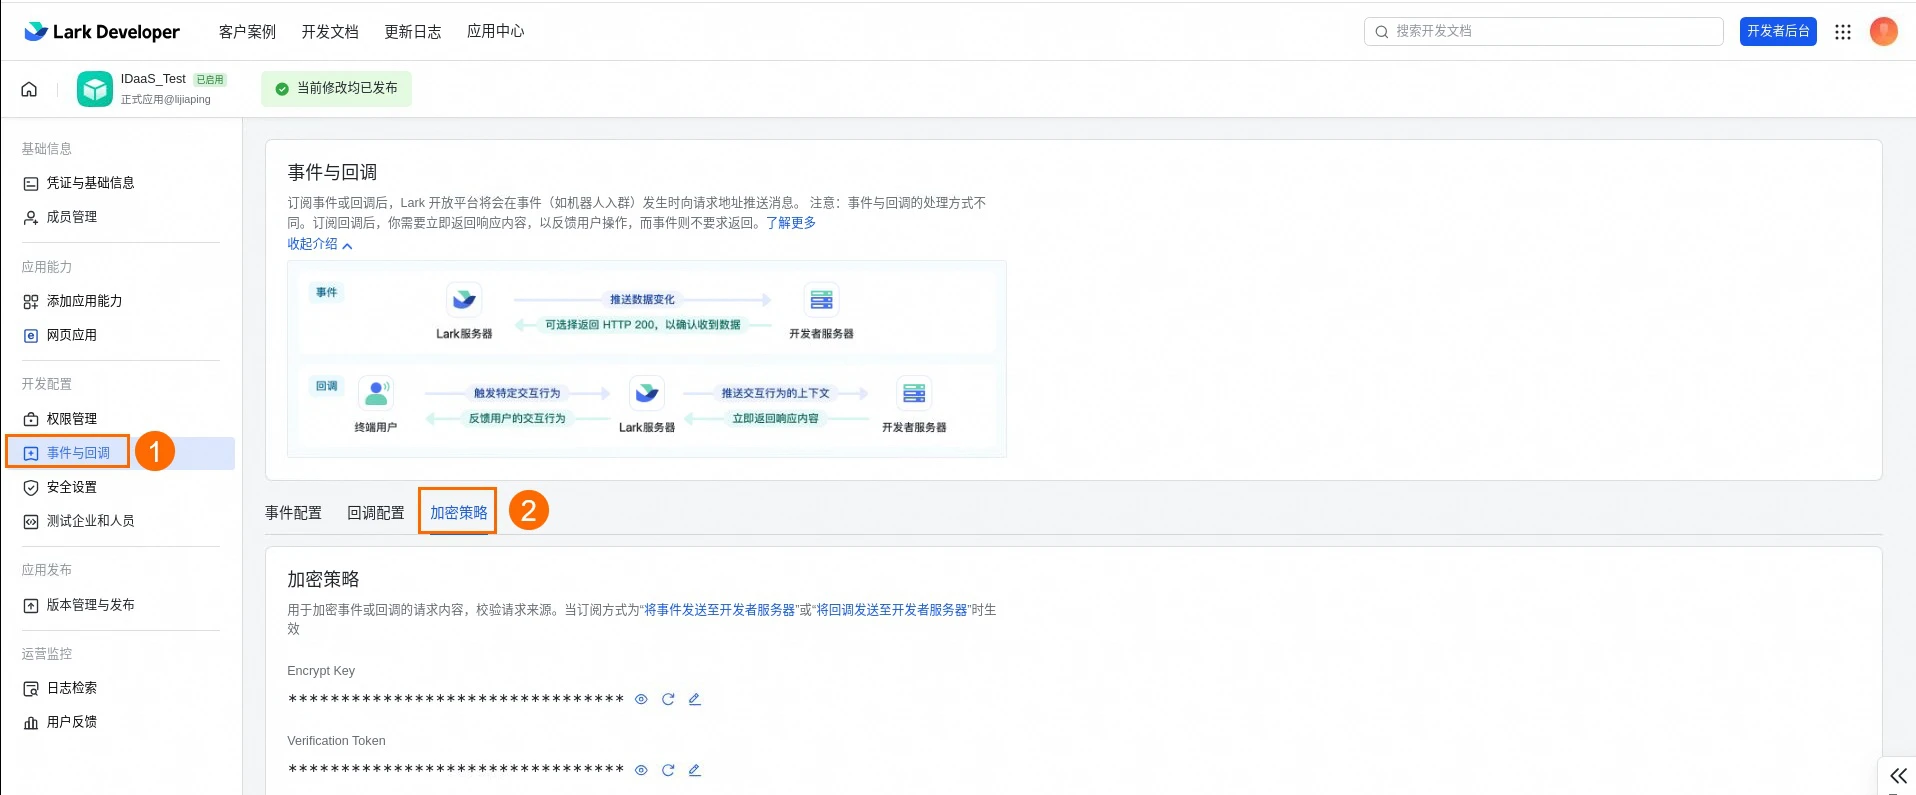 Lark Developer
客户案例
开发文档
更新日志
应用中心
搜索开发文档
开发者后台
IDaaS_Test
已启用
正式应用@lijiaping
当前修改均已发布
基础信息
凭证与基础信息
成员管理
应用能力
添加应用能力
网页应用
开发配置
权限管理
事件与回调
1
安全设置
测试企业和人员
应用发布
版本管理与发布
运营监控
日志检索
用户反馈
事件与回调
订阅事件或回调后，Lark 开放平台将会在事件（如机器人入群）发生时向请求地址推送消息。 注意：事件与回调的处理方式不
同。订阅回调后，你需要立即返回响应内容，以反馈用户操作，而事件则不要求返回。了解更多
收起介绍
事件
推送数据变化
可选择返回 HTTP 200，以确认收到数据
Lark服务器
开发者服务器
回调
触发特定交互行为
推送交互行为的上下文
反馈用户的交互行为
立即返回响应内容
终端用户
Lark服务器
开发者服务器
事件配置
回调配置
加密策略
2
加密策略
用于加密事件或回调的请求内容，校验请求来源。当订阅方式为“将事件发送至开发者服务器”或“将回调发送至开发者服务器”时生
效
Encrypt Key
********************************
Verification Token
********************************